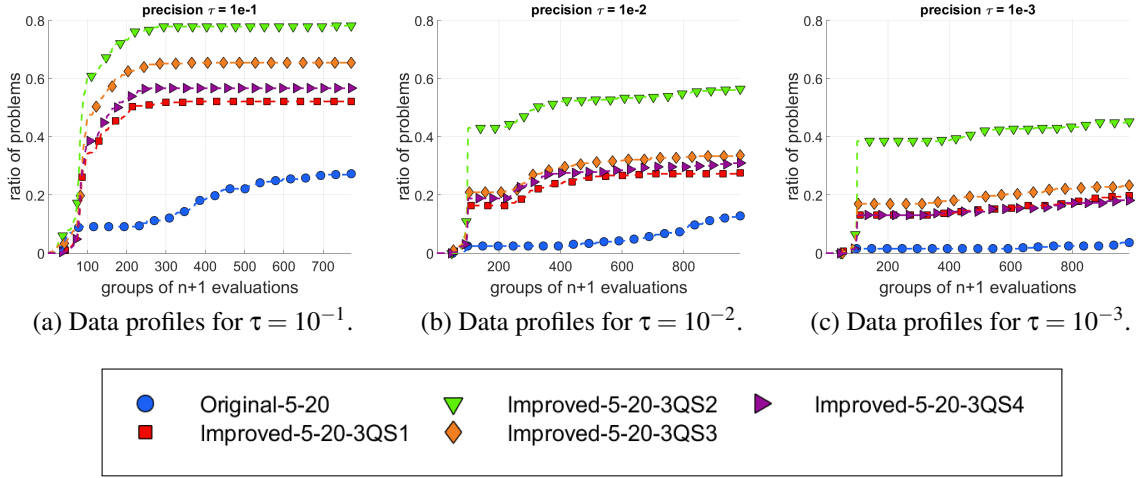 precision τ = 1e-1
ratio of problems
0.8
0.6
0.4
0.2
0
100 200 300 400 500 600 700
groups of n+1 evaluations
(a) Data profiles for τ = 10⁻¹.
precision τ = 1e-2
ratio of problems
0.8
0.6
0.4
0.2
0
200 400 600 800
groups of n+1 evaluations
(b) Data profiles for τ = 10⁻².
precision τ = 1e-3
ratio of problems
0.8
0.6
0.4
0.2
0
200 400 600 800
groups of n+1 evaluations
(c) Data profiles for τ = 10⁻³.
Original-5-20
Improved-5-20-3QS2
Improved-5-20-3QS4
Improved-5-20-3QS1
Improved-5-20-3QS3